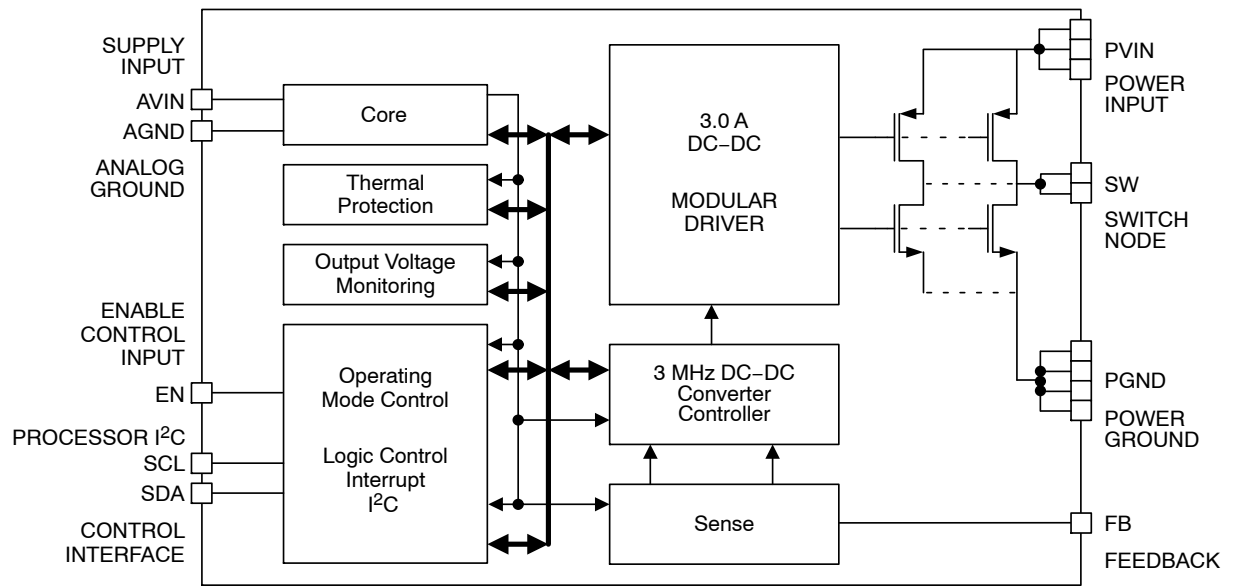 SUPPLY
INPUT
AVIN
AGND
ANALOG
GROUND
ENABLE
CONTROL
INPUT
EN
PROCESSOR I²C
SCL
SDA
CONTROL
INTERFACE
Core
Thermal
Protection
Output Voltage
Monitoring
Operating
Mode Control
Logic Control
Interrupt
I²C
3.0 A
DC−DC
MODULAR
DRIVER
3 MHz DC−DC
Converter
Controller
Sense
PVIN
POWER
INPUT
SW
SWITCH
NODE
PGND
POWER
GROUND
FB
FEEDBACK